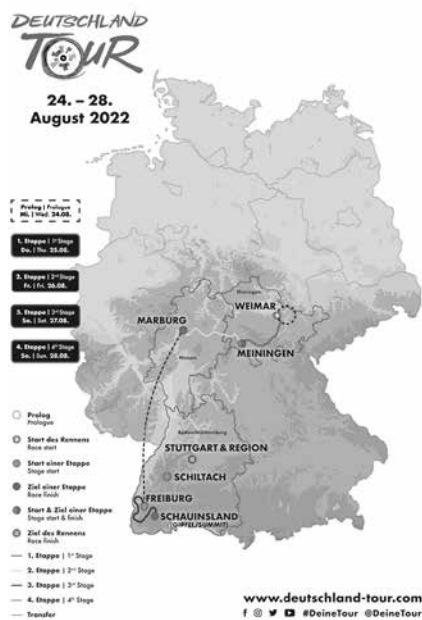 DEUTSCHLAND
TOUR
24. – 28.
August 2022
Prolog | Prologue
Mi. | Wed. 24.08.
1. Etappe | 1st Stage
Do. | Thu. 25.08.
2. Etappe | 2nd Stage
Fr. | Fri. 26.08.
3. Etappe | 3rd Stage
Sa. | Sat. 27.08.
4. Etappe | 4th Stage
So. | Sun. 28.08.
Thüringen
WEIMAR
MARBURG
MEININGEN
Hessen
Baden-Württemberg
STUTTGART & REGION
SCHILTACH
FREIBURG
SCHAUINSLAND
(GIPFEL/SUMMIT)
Prolog
Prologue
Start des Rennens
Race start
Start einer Etappe
Stage start
Ziel einer Etappe
Race finish
Start & Ziel einer Etappe
Stage start & finish
Ziel des Rennens
Race finish
1. Etappe | 1st Stage
2. Etappe | 2nd Stage
3. Etappe | 3rd Stage
4. Etappe | 4th Stage
Transfer
www.deutschland-tour.com
#DeineTour @DeineTour